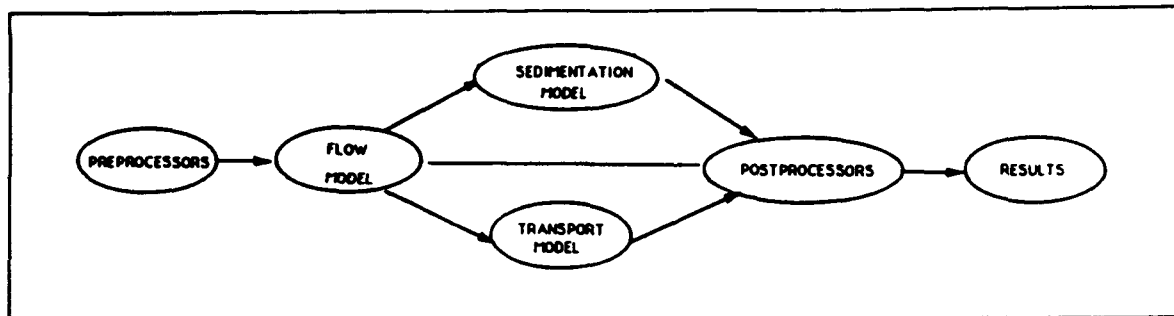 SEDIMENTATION
MODEL
PREPROCESSORS
FLOW
MODEL
POSTPROCESSORS
RESULTS
TRANSPORT
MODEL